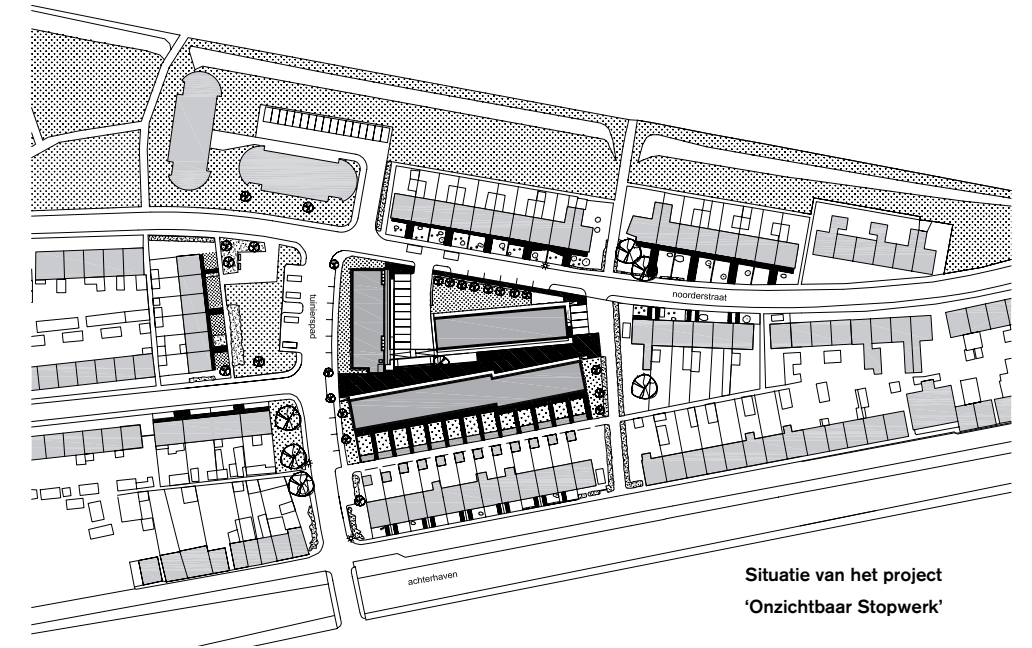 noorderstraat
tuinierspad
achterhaven
Situatie van het project
‘Onzichtbaar Stopwerk’